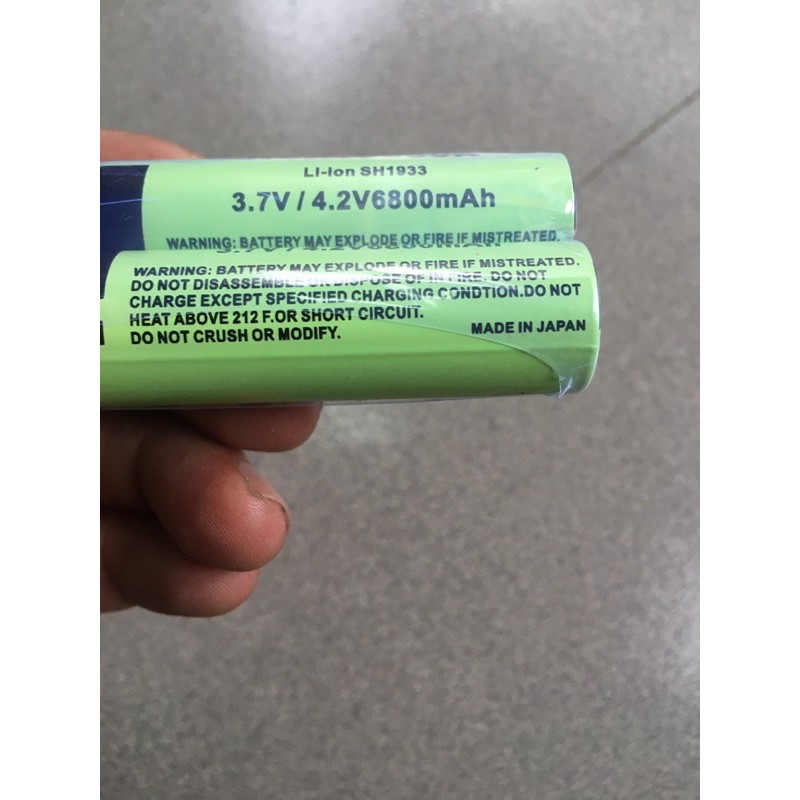 LI-Ion SH1933
3.7V / 4.2V6800mAh
WARNING: BATTERY MAY EXPLODE OR FIRE IF MISTREATED.
WARNING: BATTERY MAY EXPLODE OR FIRE IF MISTREATED.
DO NOT DISASSEMBLE OR DISPOSE OF IN FIRE. DO NOT
CHARGE EXCEPT SPECIFIED CHARGING CONDTION.DO NOT
HEAT ABOVE 212 F.OR SHORT CIRCUIT.
DO NOT CRUSH OR MODIFY.
MADE IN JAPAN